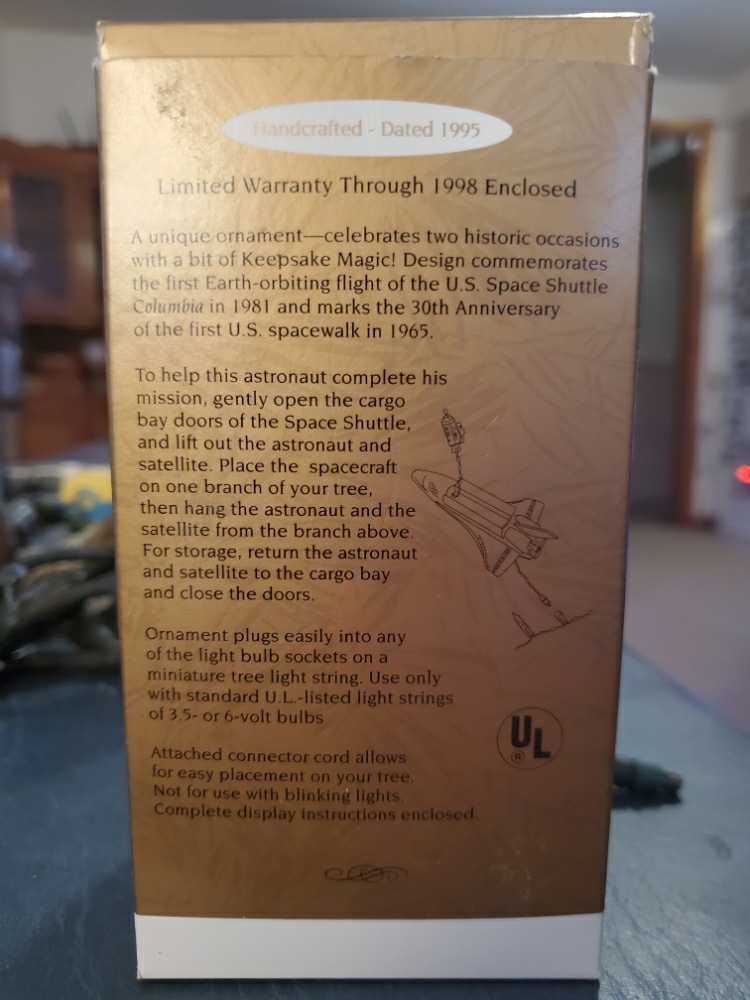 Handcrafted - Dated 1995
Limited Warranty Through 1998 Enclosed
A unique ornament—celebrates two historic occasions
with a bit of Keepsake Magic! Design commemorates
the first Earth-orbiting flight of the U.S. Space Shuttle
Columbia in 1981 and marks the 30th Anniversary
of the first U.S. spacewalk in 1965.
To help this astronaut complete his
mission, gently open the cargo
bay doors of the Space Shuttle,
and lift out the astronaut and
satellite. Place the spacecraft
on one branch of your tree,
then hang the astronaut and the
satellite from the branch above.
For storage, return the astronaut
and satellite to the cargo bay
and close the doors.
Ornament plugs easily into any
of the light bulb sockets on a
miniature tree light string. Use only
with standard U.L.-listed light strings
of 3.5- or 6-volt bulbs
UL
®
Attached connector cord allows
for easy placement on your tree.
Not for use with blinking lights.
Complete display instructions enclosed.